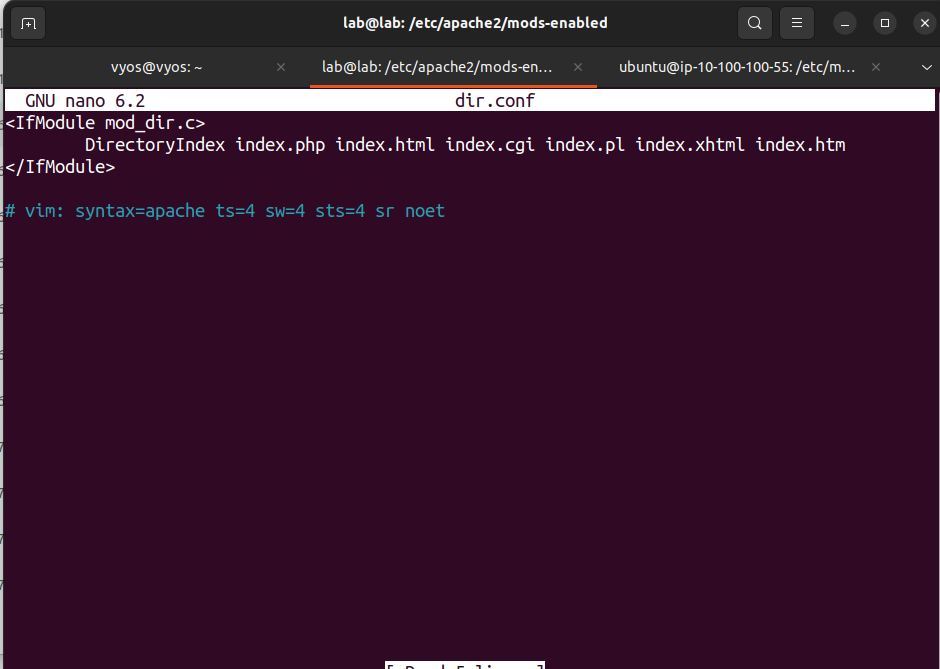 lab@lab: /etc/apache2/mods-enabled
vyos@vyos: ~
lab@lab: /etc/apache2/mods-en...
ubuntu@ip-10-100-100-55: /etc/m...
GNU nano 6.2 dir.conf
<IfModule mod_dir.c>
DirectoryIndex index.php index.html index.cgi index.pl index.xhtml index.htm
</IfModule>
# vim: syntax=apache ts=4 sw=4 sts=4 sr noet